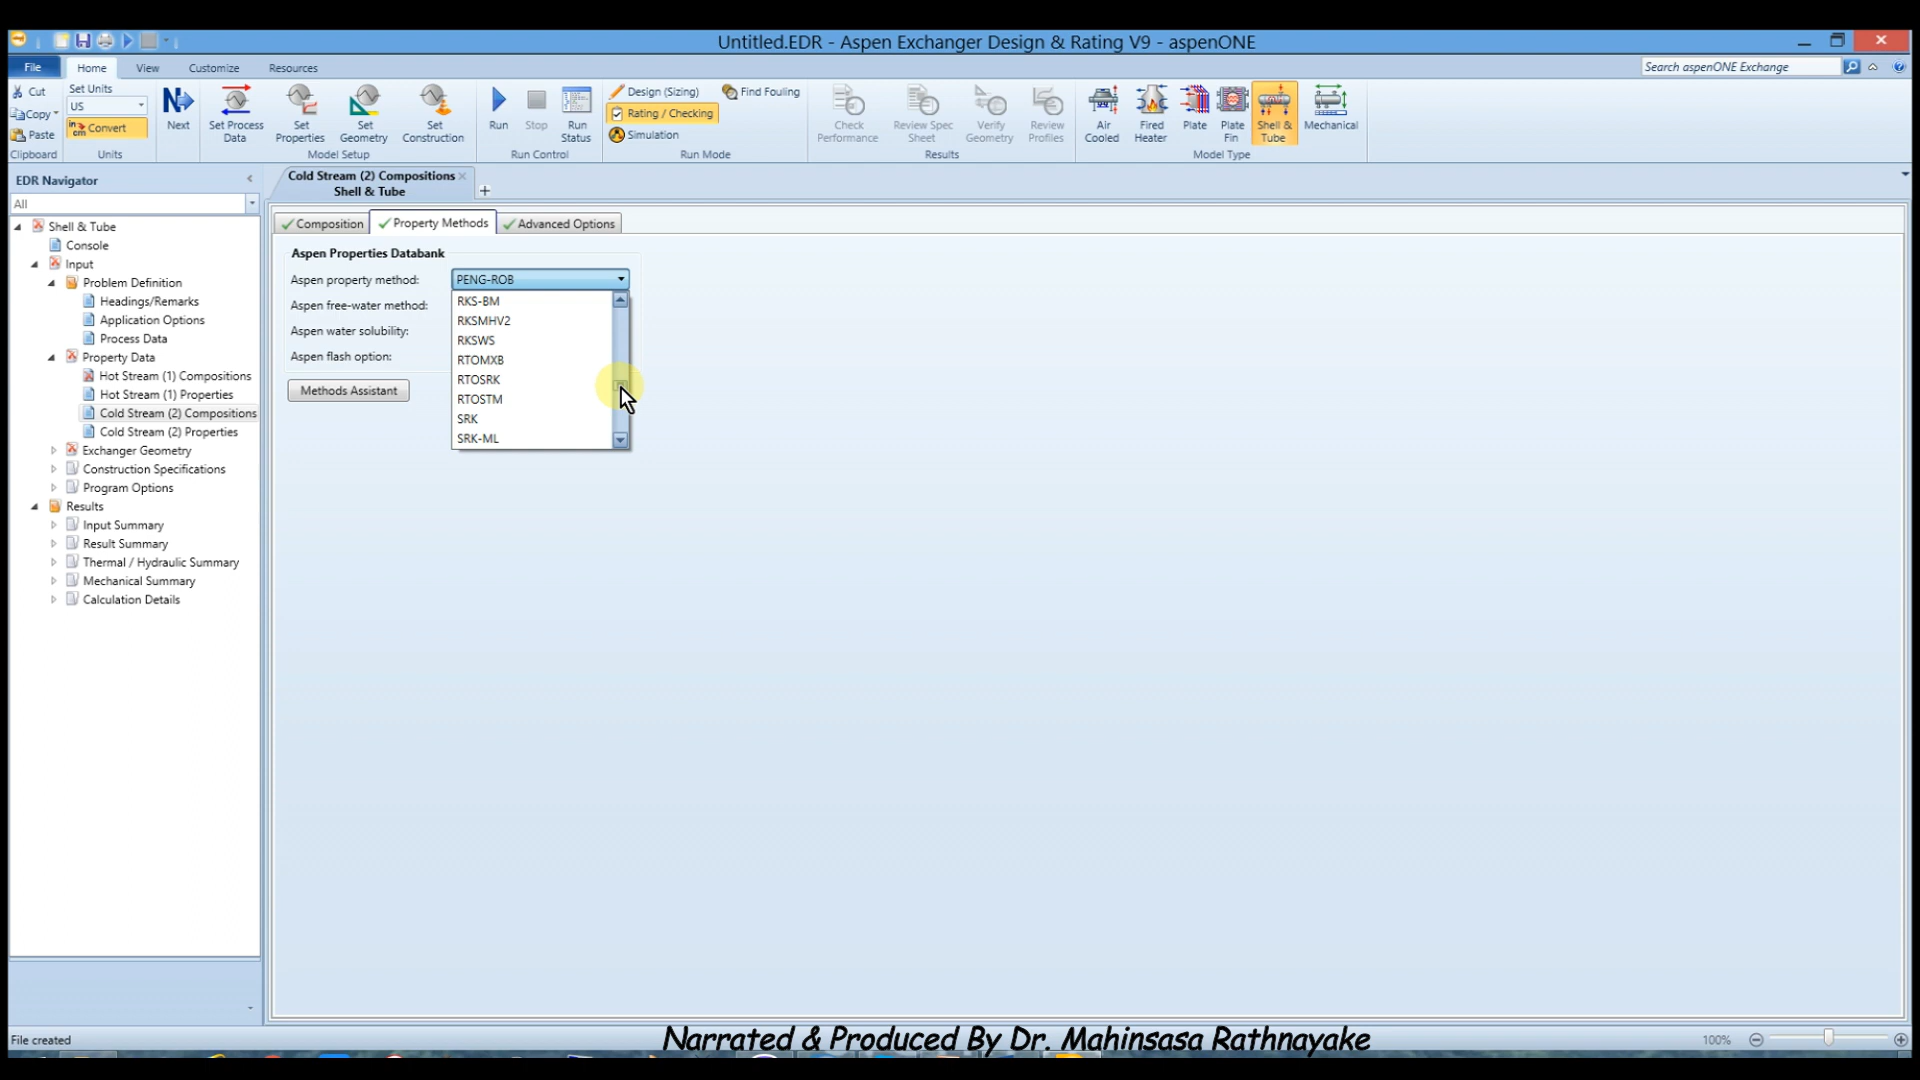 Untitled.EDR - Aspen Exchanger Design & Rating V9 - aspenONE
File
Home
View
Customize
Resources
Search aspenONE Exchange
Cut
Copy
Paste
Clipboard
Set Units
US
Convert
Units
Next
Set Process
Data
Set
Properties
Set
Geometry
Set
Construction
Model Setup
Run
Stop
Run
Status
Run Control
Design (Sizing)
Rating / Checking
Simulation
Find Fouling
Run Mode
Check
Performance
Review Spec
Sheet
Verify
Geometry
Review
Profiles
Results
Air
Cooled
Fired
Heater
Plate
Plate
Fin
Shell &
Tube
Mechanical
Model Type
EDR Navigator
All
Shell & Tube
Console
Input
Problem Definition
Headings/Remarks
Application Options
Process Data
Property Data
Hot Stream (1) Compositions
Hot Stream (1) Properties
Cold Stream (2) Compositions
Cold Stream (2) Properties
Exchanger Geometry
Construction Specifications
Program Options
Results
Input Summary
Result Summary
Thermal / Hydraulic Summary
Mechanical Summary
Calculation Details
Cold Stream (2) Compositions
Shell & Tube
Composition
Property Methods
Advanced Options
Aspen Properties Databank
Aspen property method:
PENG-ROB
Aspen free-water method:
Aspen water solubility:
Aspen flash option:
Methods Assistant
RKS-BM
RKSMHV2
RKSWS
RTOMXB
RTOSRK
RTOSTM
SRK
SRK-ML
File created
Narrated & Produced By Dr. Mahinsasa Rathnayake
100%